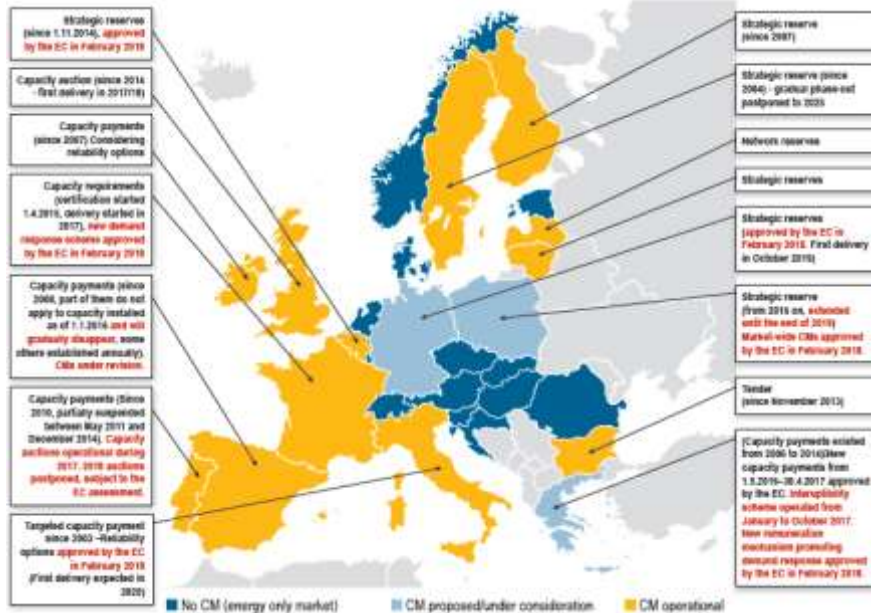 Strategic reserves
(since 1.11.2014), approved
by the EC in February 2018
Capacity auction (since 2014
- first delivery in 2017/18)
Capacity payments
(since 2007) Considering
reliability options
Capacity requirements
(certification started
1.4.2015, delivery started in
2017), new demand
response scheme approved
by the EC in February 2018
Capacity payments (since
2008, part of them do not
apply to capacity installed
as of 1.1.2016 and will
gradually disappear, some
others established annually).
CMs under revision.
Capacity payments (Since
2010, partially suspended
between May 2011 and
December 2014). Capacity
auctions operational during
2017. 2018 auctions
postponed, subject to the
EC assessment.
Targeted capacity payment
since 2003 –Reliability
options approved by the EC
in February 2018
(First delivery expected in
2020)
Strategic reserve
(since 2007)
Strategic reserve (since
2004) - gradual phase-out
postponed to 2025
Network reserves
Strategic reserves
Strategic reserves
(approved by the EC in
February 2018. First delivery
in October 2019)
Strategic reserve
(from 2016 on, extended
until the end of 2019)
Market-wide CMs approved
by the EC in February 2018.
Tender
(since November 2013)
(Capacity payments existed
from 2006 to 2014)New
capacity payments from
1.5.2016–30.4.2017 approved
by the EC. Interruptibility
scheme operated from
January to October 2017.
New remuneration
mechanism promoting
demand response approved
by the EC in February 2018.
No CM (energy only market)
CM proposed/under consideration
CM operational